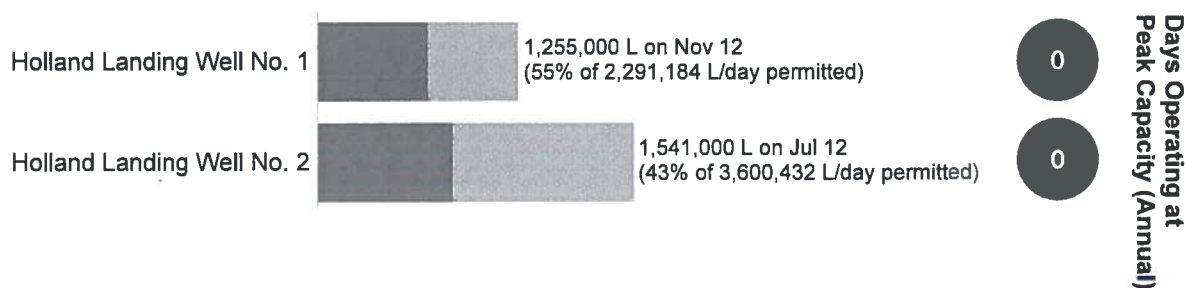 Holland Landing Well No. 1
1,255,000 L on Nov 12
(55% of 2,291,184 L/day permitted)
0
Holland Landing Well No. 2
1,541,000 L on Jul 12
(43% of 3,600,432 L/day permitted)
0
Days Operating at
Peak Capacity (Annual)